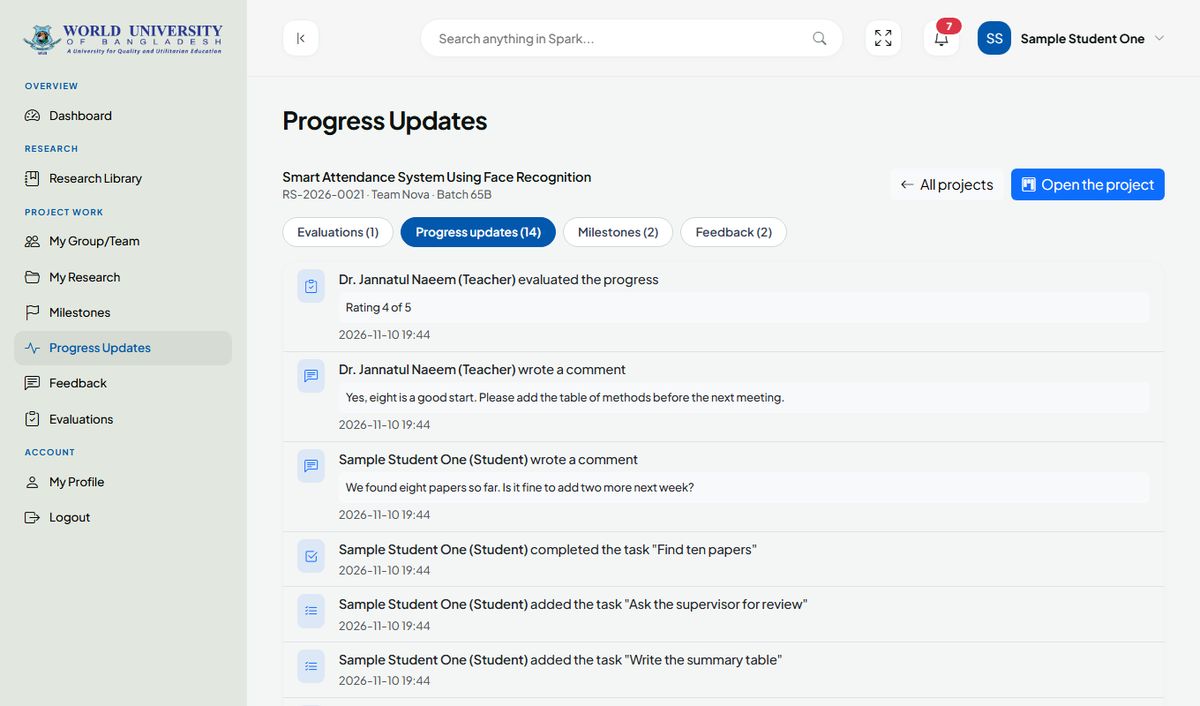 WORLD UNIVERSITY
OF BANGLADESH
A University for Quality and Utilitarian Education
OVERVIEW
Dashboard
RESEARCH
Research Library
PROJECT WORK
My Group/Team
My Research
Milestones
Progress Updates
Feedback
Evaluations
ACCOUNT
My Profile
Logout
Search anything in Spark...
7
SS
Sample Student One
Progress Updates
Smart Attendance System Using Face Recognition
RS-2026-0021 · Team Nova · Batch 65B
← All projects
Open the project
Evaluations (1)
Progress updates (14)
Milestones (2)
Feedback (2)
Dr. Jannatul Naeem (Teacher) evaluated the progress
Rating 4 of 5
2026-11-10 19:44
Dr. Jannatul Naeem (Teacher) wrote a comment
Yes, eight is a good start. Please add the table of methods before the next meeting.
2026-11-10 19:44
Sample Student One (Student) wrote a comment
We found eight papers so far. Is it fine to add two more next week?
2026-11-10 19:44
Sample Student One (Student) completed the task "Find ten papers"
2026-11-10 19:44
Sample Student One (Student) added the task "Ask the supervisor for review"
2026-11-10 19:44
Sample Student One (Student) added the task "Write the summary table"
2026-11-10 19:44